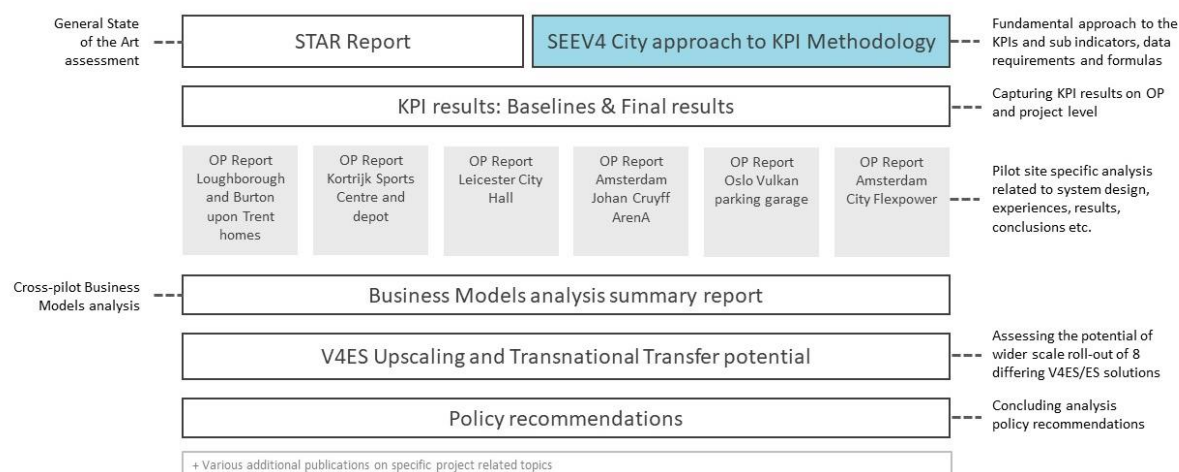 General State
of the Art
assessment
STAR Report
SEEV4 City approach to KPI Methodology
Fundamental approach to the
KPIs and sub indicators, data
requirements and formulas
KPI results: Baselines & Final results
Capturing KPI results on OP
and project level
OP Report
Loughborough
and Burton
upon Trent
homes
OP Report
Kortrijk Sports
Centre and
depot
OP Report
Leicester City
Hall
OP Report
Amsterdam
Johan Cruyff
ArenA
OP Report
Oslo Vulkan
parking garage
OP Report
Amsterdam
City Flexpower
Pilot site specific analysis
related to system design,
experiences, results,
conclusions etc.
Cross-pilot Business
Models analysis
Business Models analysis summary report
V4ES Upscaling and Transnational Transfer potential
Assessing the potential of
wider scale roll-out of 8
differing V4ES/ES solutions
Policy recommendations
Concluding analysis
policy recommendations
+ Various additional publications on specific project related topics